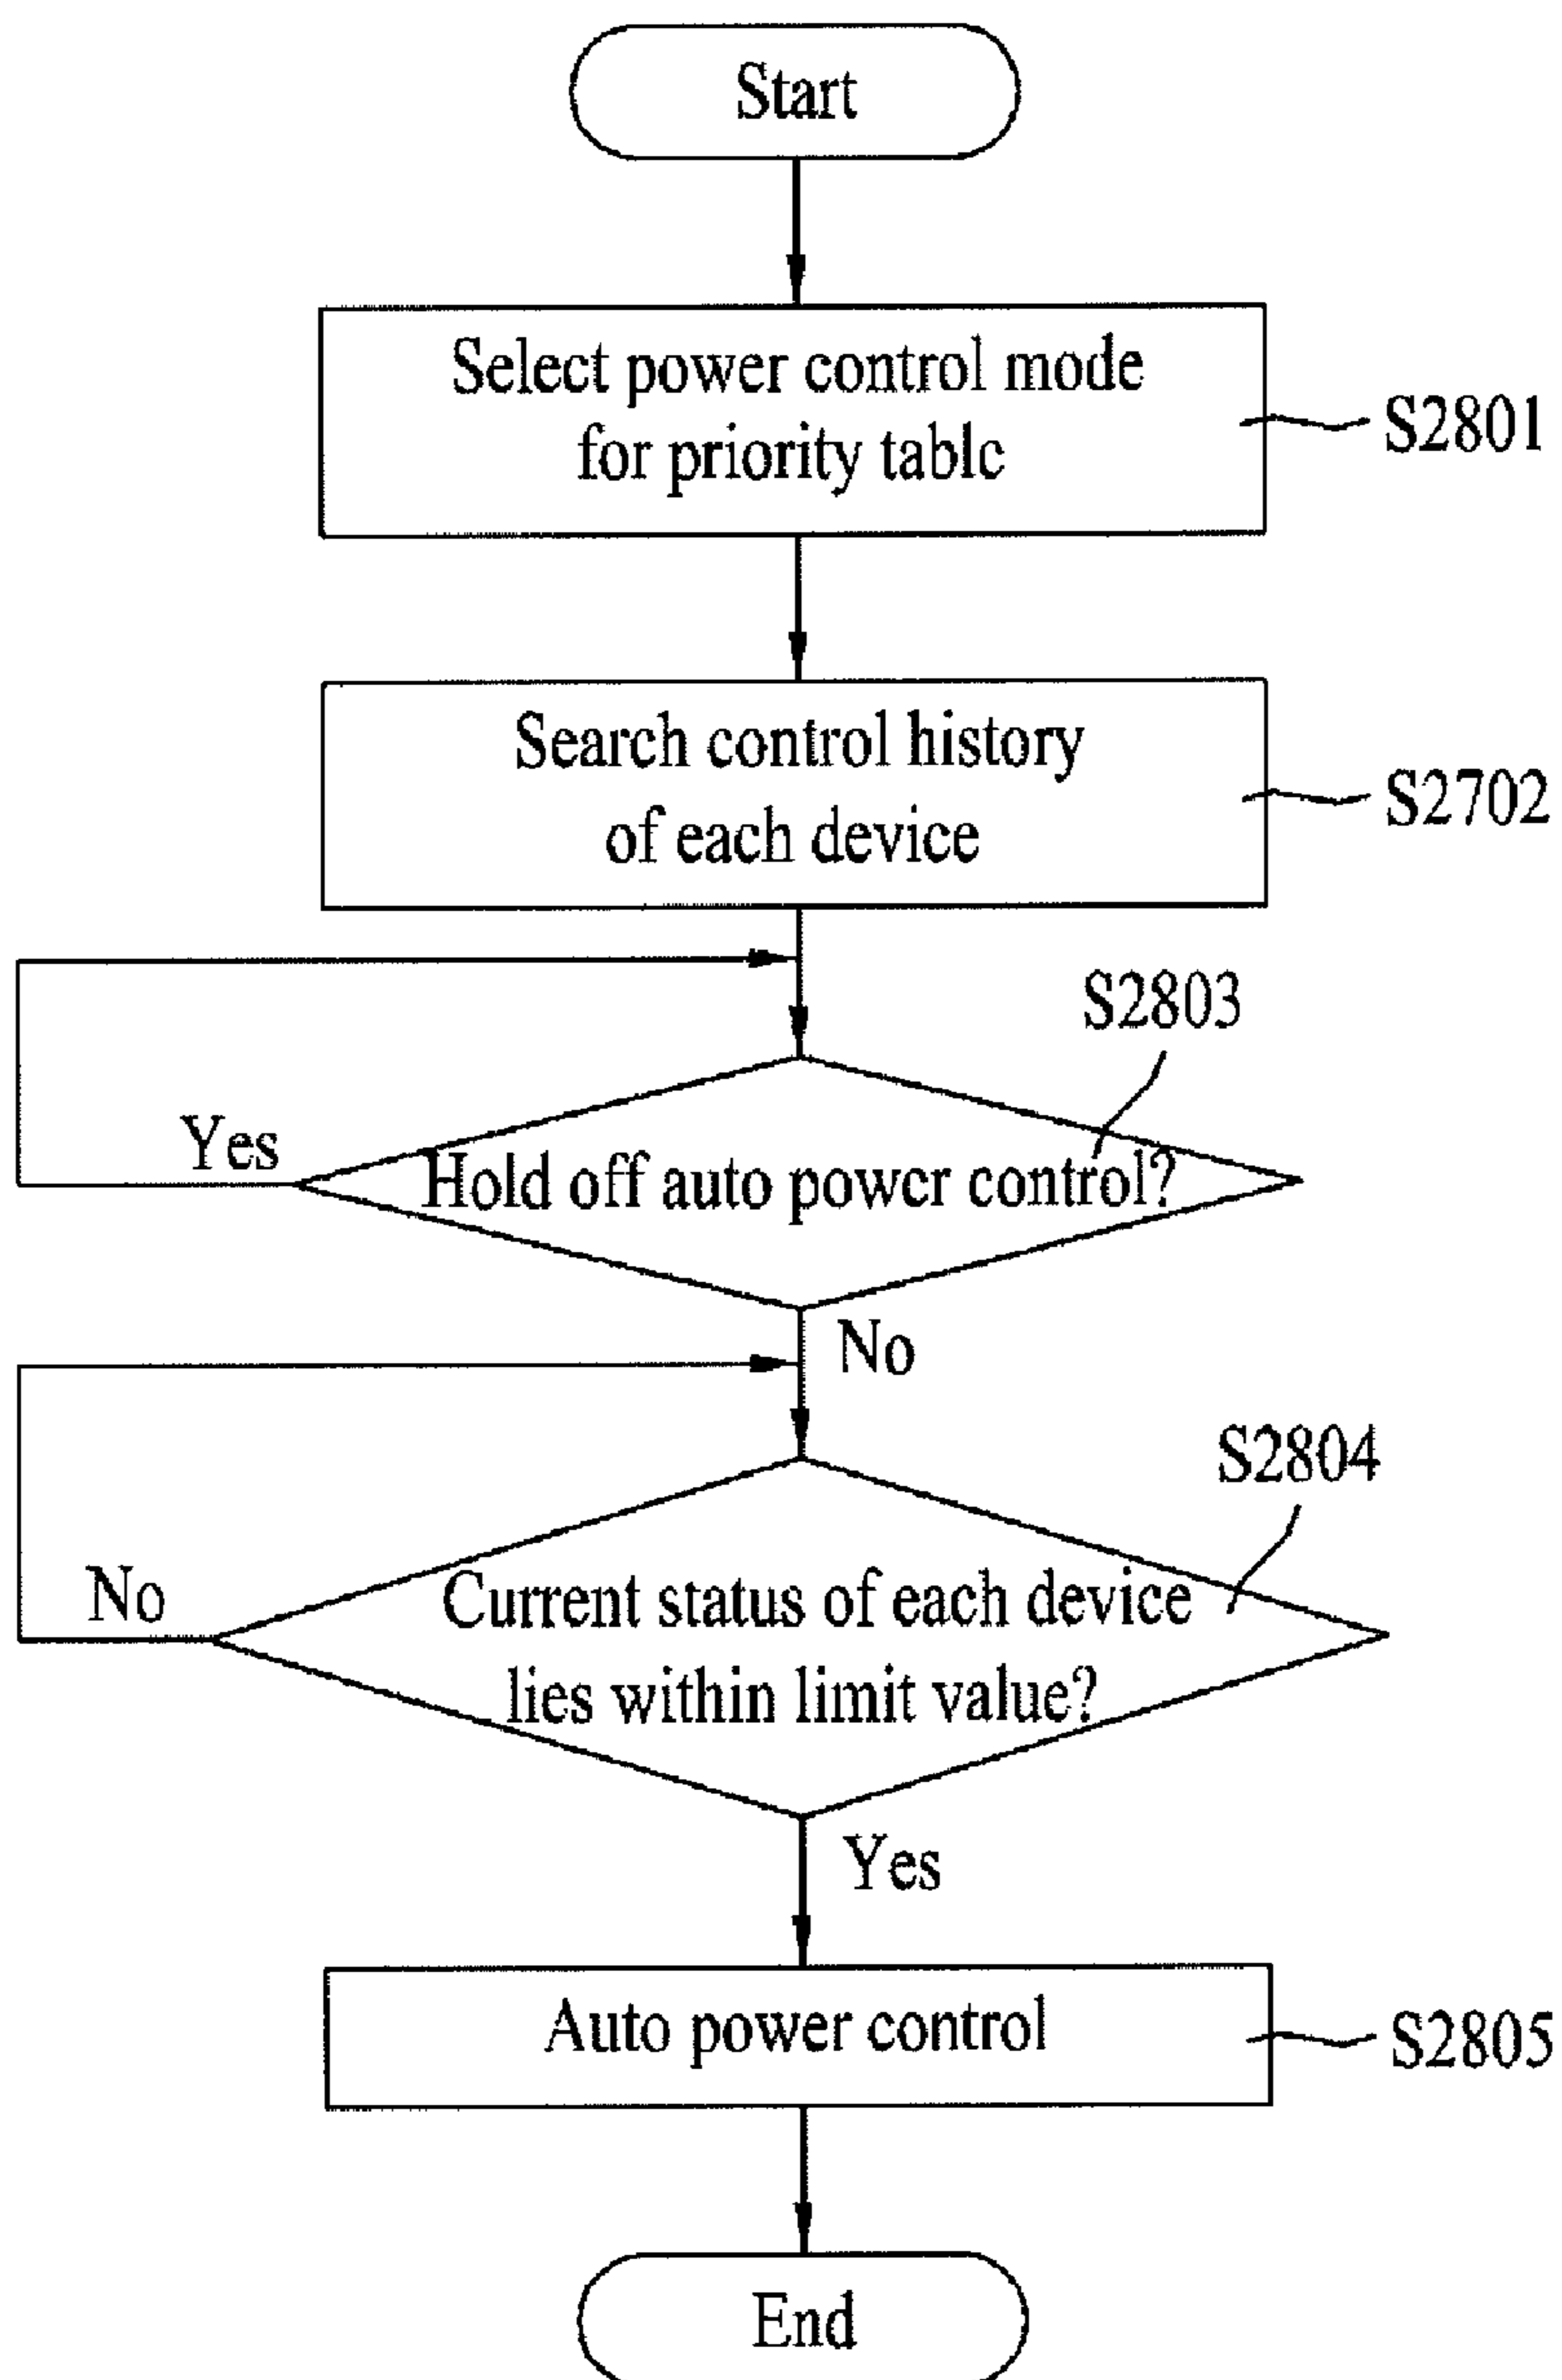 Start
Select power control mode
for priority table
S2801
Search control history
of each device
S2702
S2803
Yes
Hold off auto power control?
No
S2804
No
Current status of each device
lies within limit value?
Yes
Auto power control
S2805
End